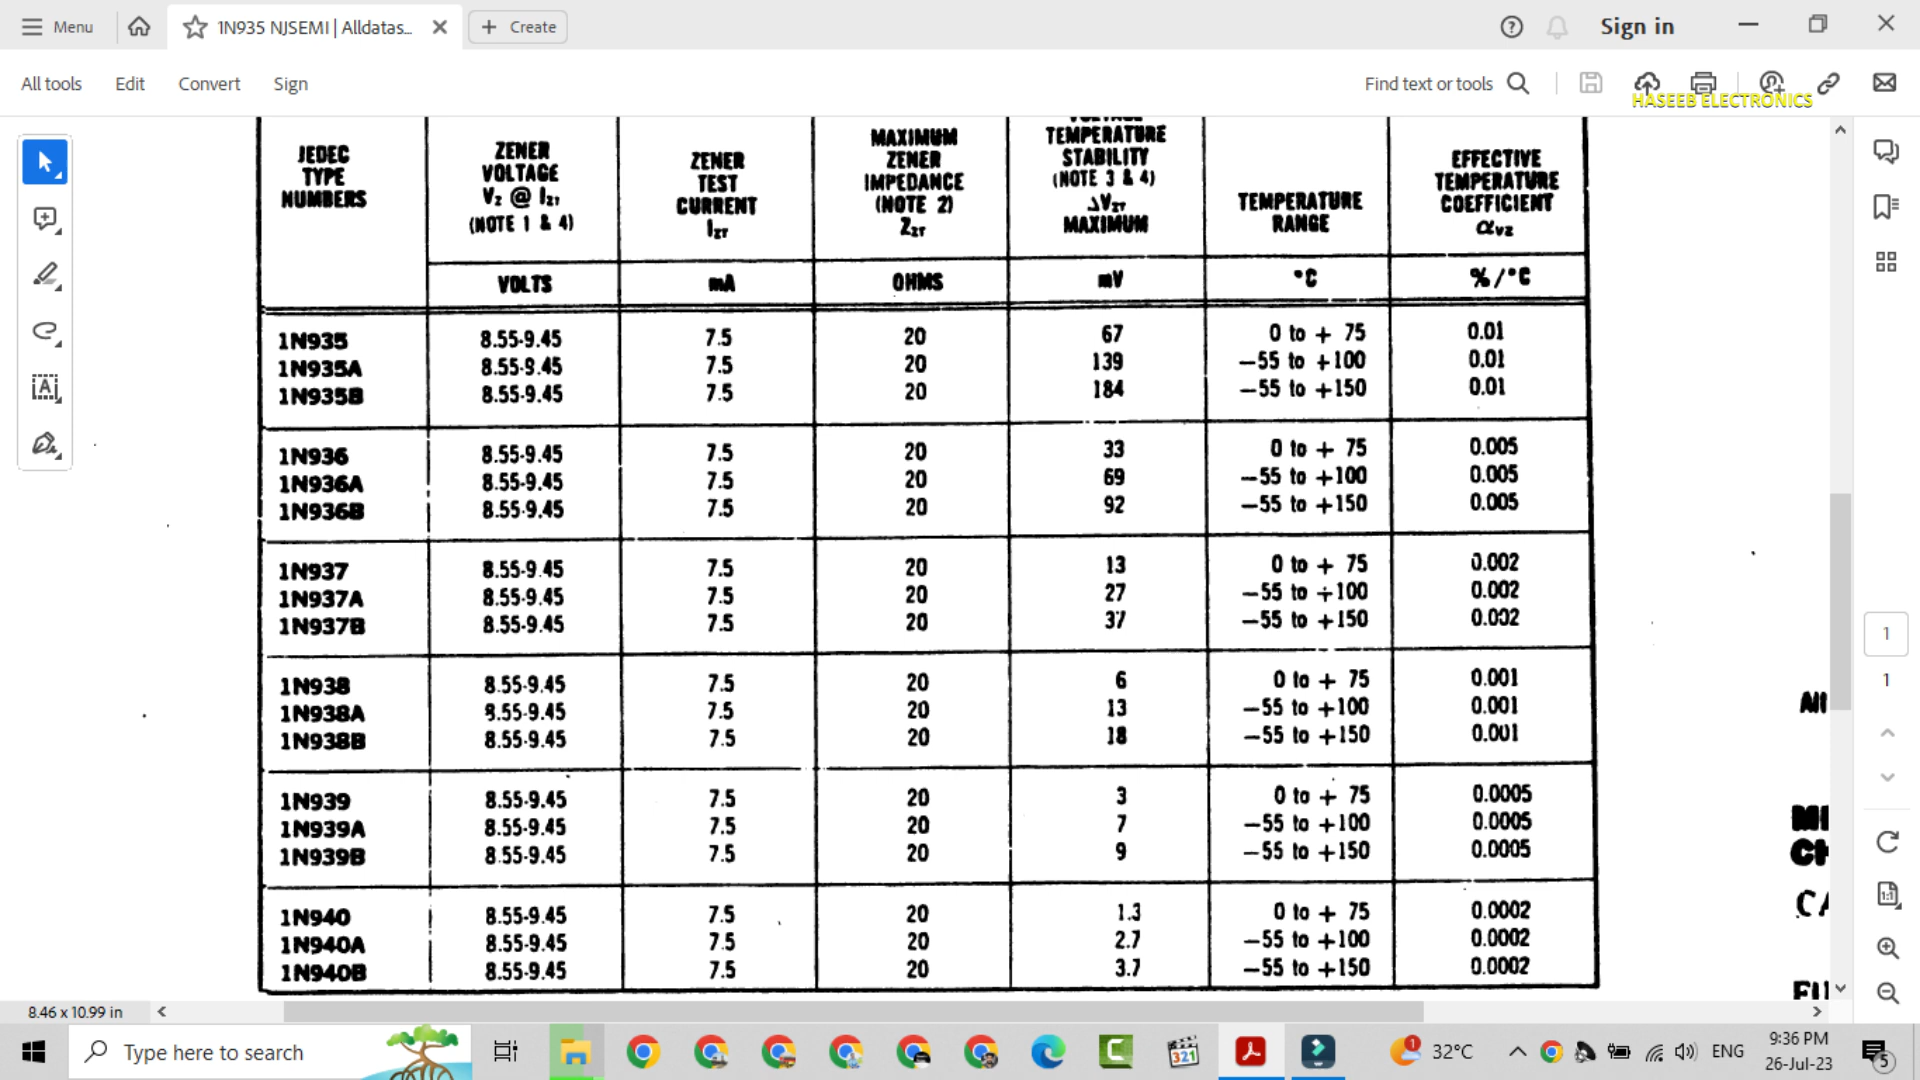 Menu
1N935 NJSEMI | Alldatas...
Create
Sign in
All tools Edit Convert Sign
Find text or tools
HASEEB ELECTRONICS
JEDEC TYPE NUMBERS
ZENER VOLTAGE Vz @ IZT (NOTE 1 & 4)
ZENER TEST CURRENT IZT
MAXIMUM ZENER IMPEDANCE (NOTE 2) ZZT
VOLTAGE TEMPERATURE STABILITY (NOTE 3 & 4) ΔVZT MAXIMUM
TEMPERATURE RANGE
EFFECTIVE TEMPERATURE COEFFICIENT αVZ
VOLTS mA OHMS mV °C %/°C
1N935 8.55-9.45 7.5 20 67 0 to + 75 0.01
1N935A 8.55-9.45 7.5 20 139 −55 to +100 0.01
1N935B 8.55-9.45 7.5 20 184 −55 to +150 0.01
1N936 8.55-9.45 7.5 20 33 0 to + 75 0.005
1N936A 8.55-9.45 7.5 20 69 −55 to +100 0.005
1N936B 8.55-9.45 7.5 20 92 −55 to +150 0.005
1N937 8.55-9.45 7.5 20 13 0 to + 75 0.002
1N937A 8.55-9.45 7.5 20 27 −55 to +100 0.002
1N937B 8.55-9.45 7.5 20 37 −55 to +150 0.002
1N938 8.55-9.45 7.5 20 6 0 to + 75 0.001
1N938A 8.55-9.45 7.5 20 13 −55 to +100 0.001
1N938B 8.55-9.45 7.5 20 18 −55 to +150 0.001
1N939 8.55-9.45 7.5 20 3 0 to + 75 0.0005
1N939A 8.55-9.45 7.5 20 7 −55 to +100 0.0005
1N939B 8.55-9.45 7.5 20 9 −55 to +150 0.0005
1N940 8.55-9.45 7.5 20 1.3 0 to + 75 0.0002
1N940A 8.55-9.45 7.5 20 2.7 −55 to +100 0.0002
1N940B 8.55-9.45 7.5 20 3.7 −55 to +150 0.0002
1
1
8.46 x 10.99 in
Type here to search
321
1
32°C
ENG
9:36 PM
26-Jul-23
5